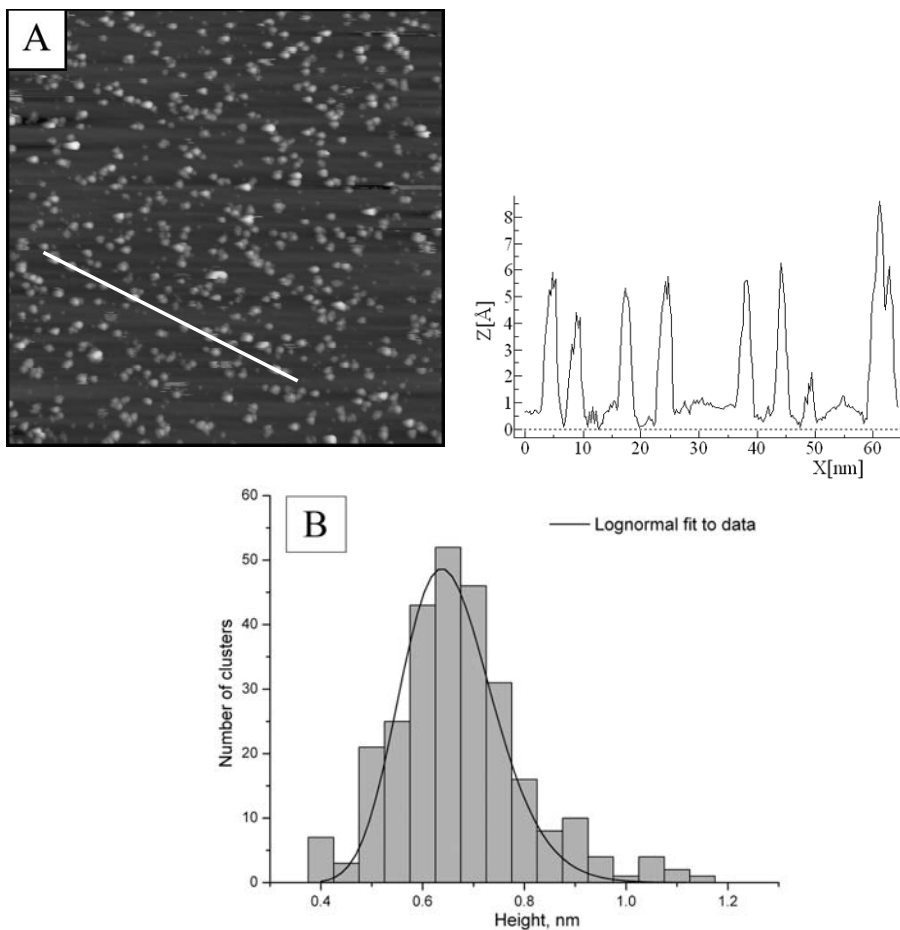 A
Z[Å]
8
7
6
5
4
3
2
1
0
0 10 20 30 40 50 60
X[nm]
B
Lognormal fit to data
Number of clusters
60
50
40
30
20
10
0
0.4 0.6 0.8 1.0 1.2
Height, nm